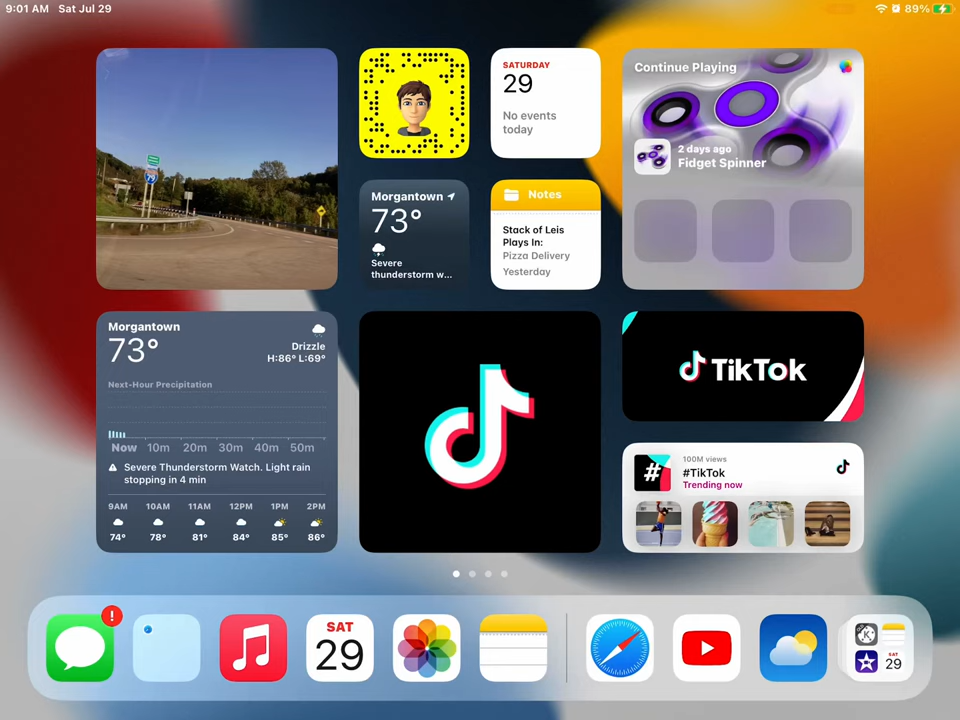 9:01 AM Sat Jul 29
89%
79
SATURDAY
29
No events
today
Continue Playing
2 days ago
Fidget Spinner
Morgantown
73°
Severe
thunderstorm w...
Notes
Stack of Leis
Plays In:
Pizza Delivery
Yesterday
Morgantown
73°
Drizzle
H:86° L:69°
Next-Hour Precipitation
Now 10m 20m 30m 40m 50m
Severe Thunderstorm Watch. Light rain
stopping in 4 min
9AM 10AM 11AM 12PM 1PM 2PM
74° 78° 81° 84° 85° 86°
TikTok
100M views
#
#TikTok
Trending now
!
SAT
29
K
SAT
29